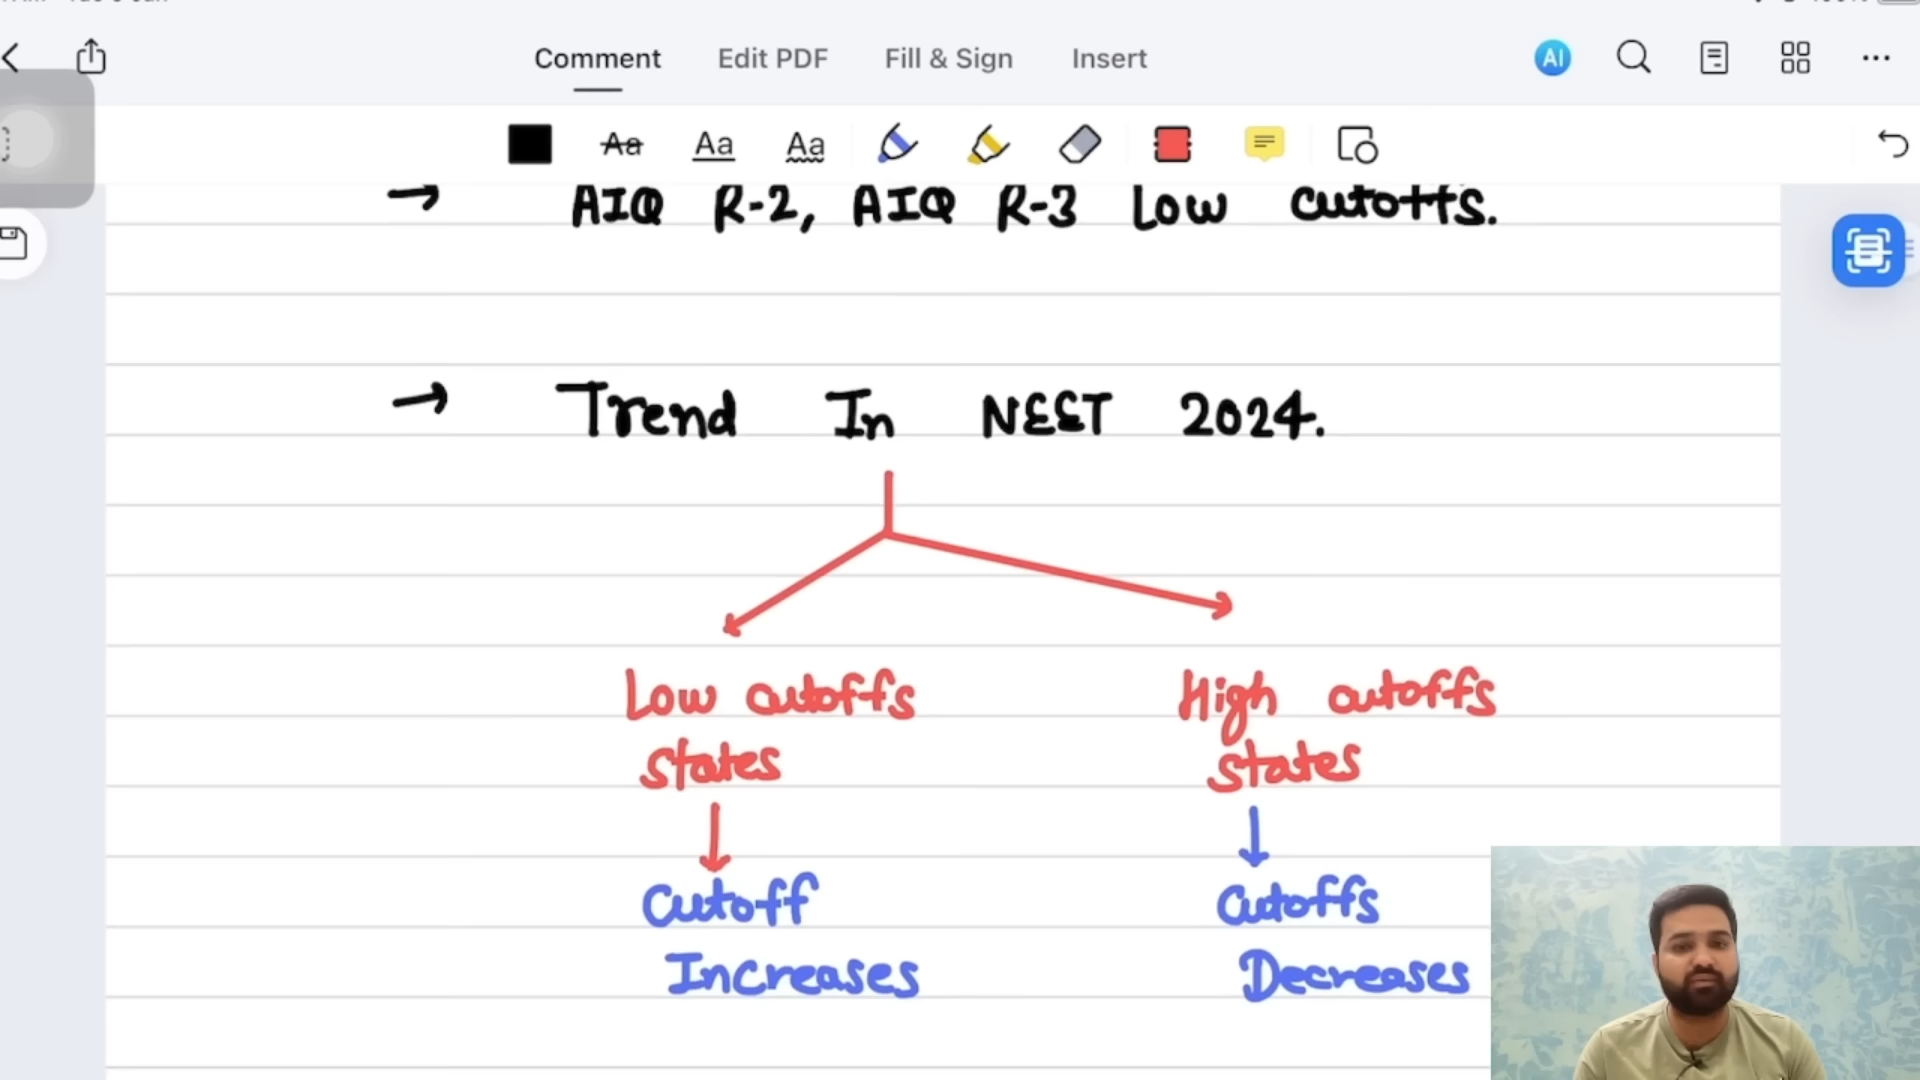 Comment Edit PDF Fill & Sign Insert
AI
Aa Aa Aa
→ AIQ R-2, AIQ R-3 Low cutoffs.
→ Trend In NEET 2024.
Low cutoffs High cutoffs
states states
Cutoff Cutoffs
Increases Decreases